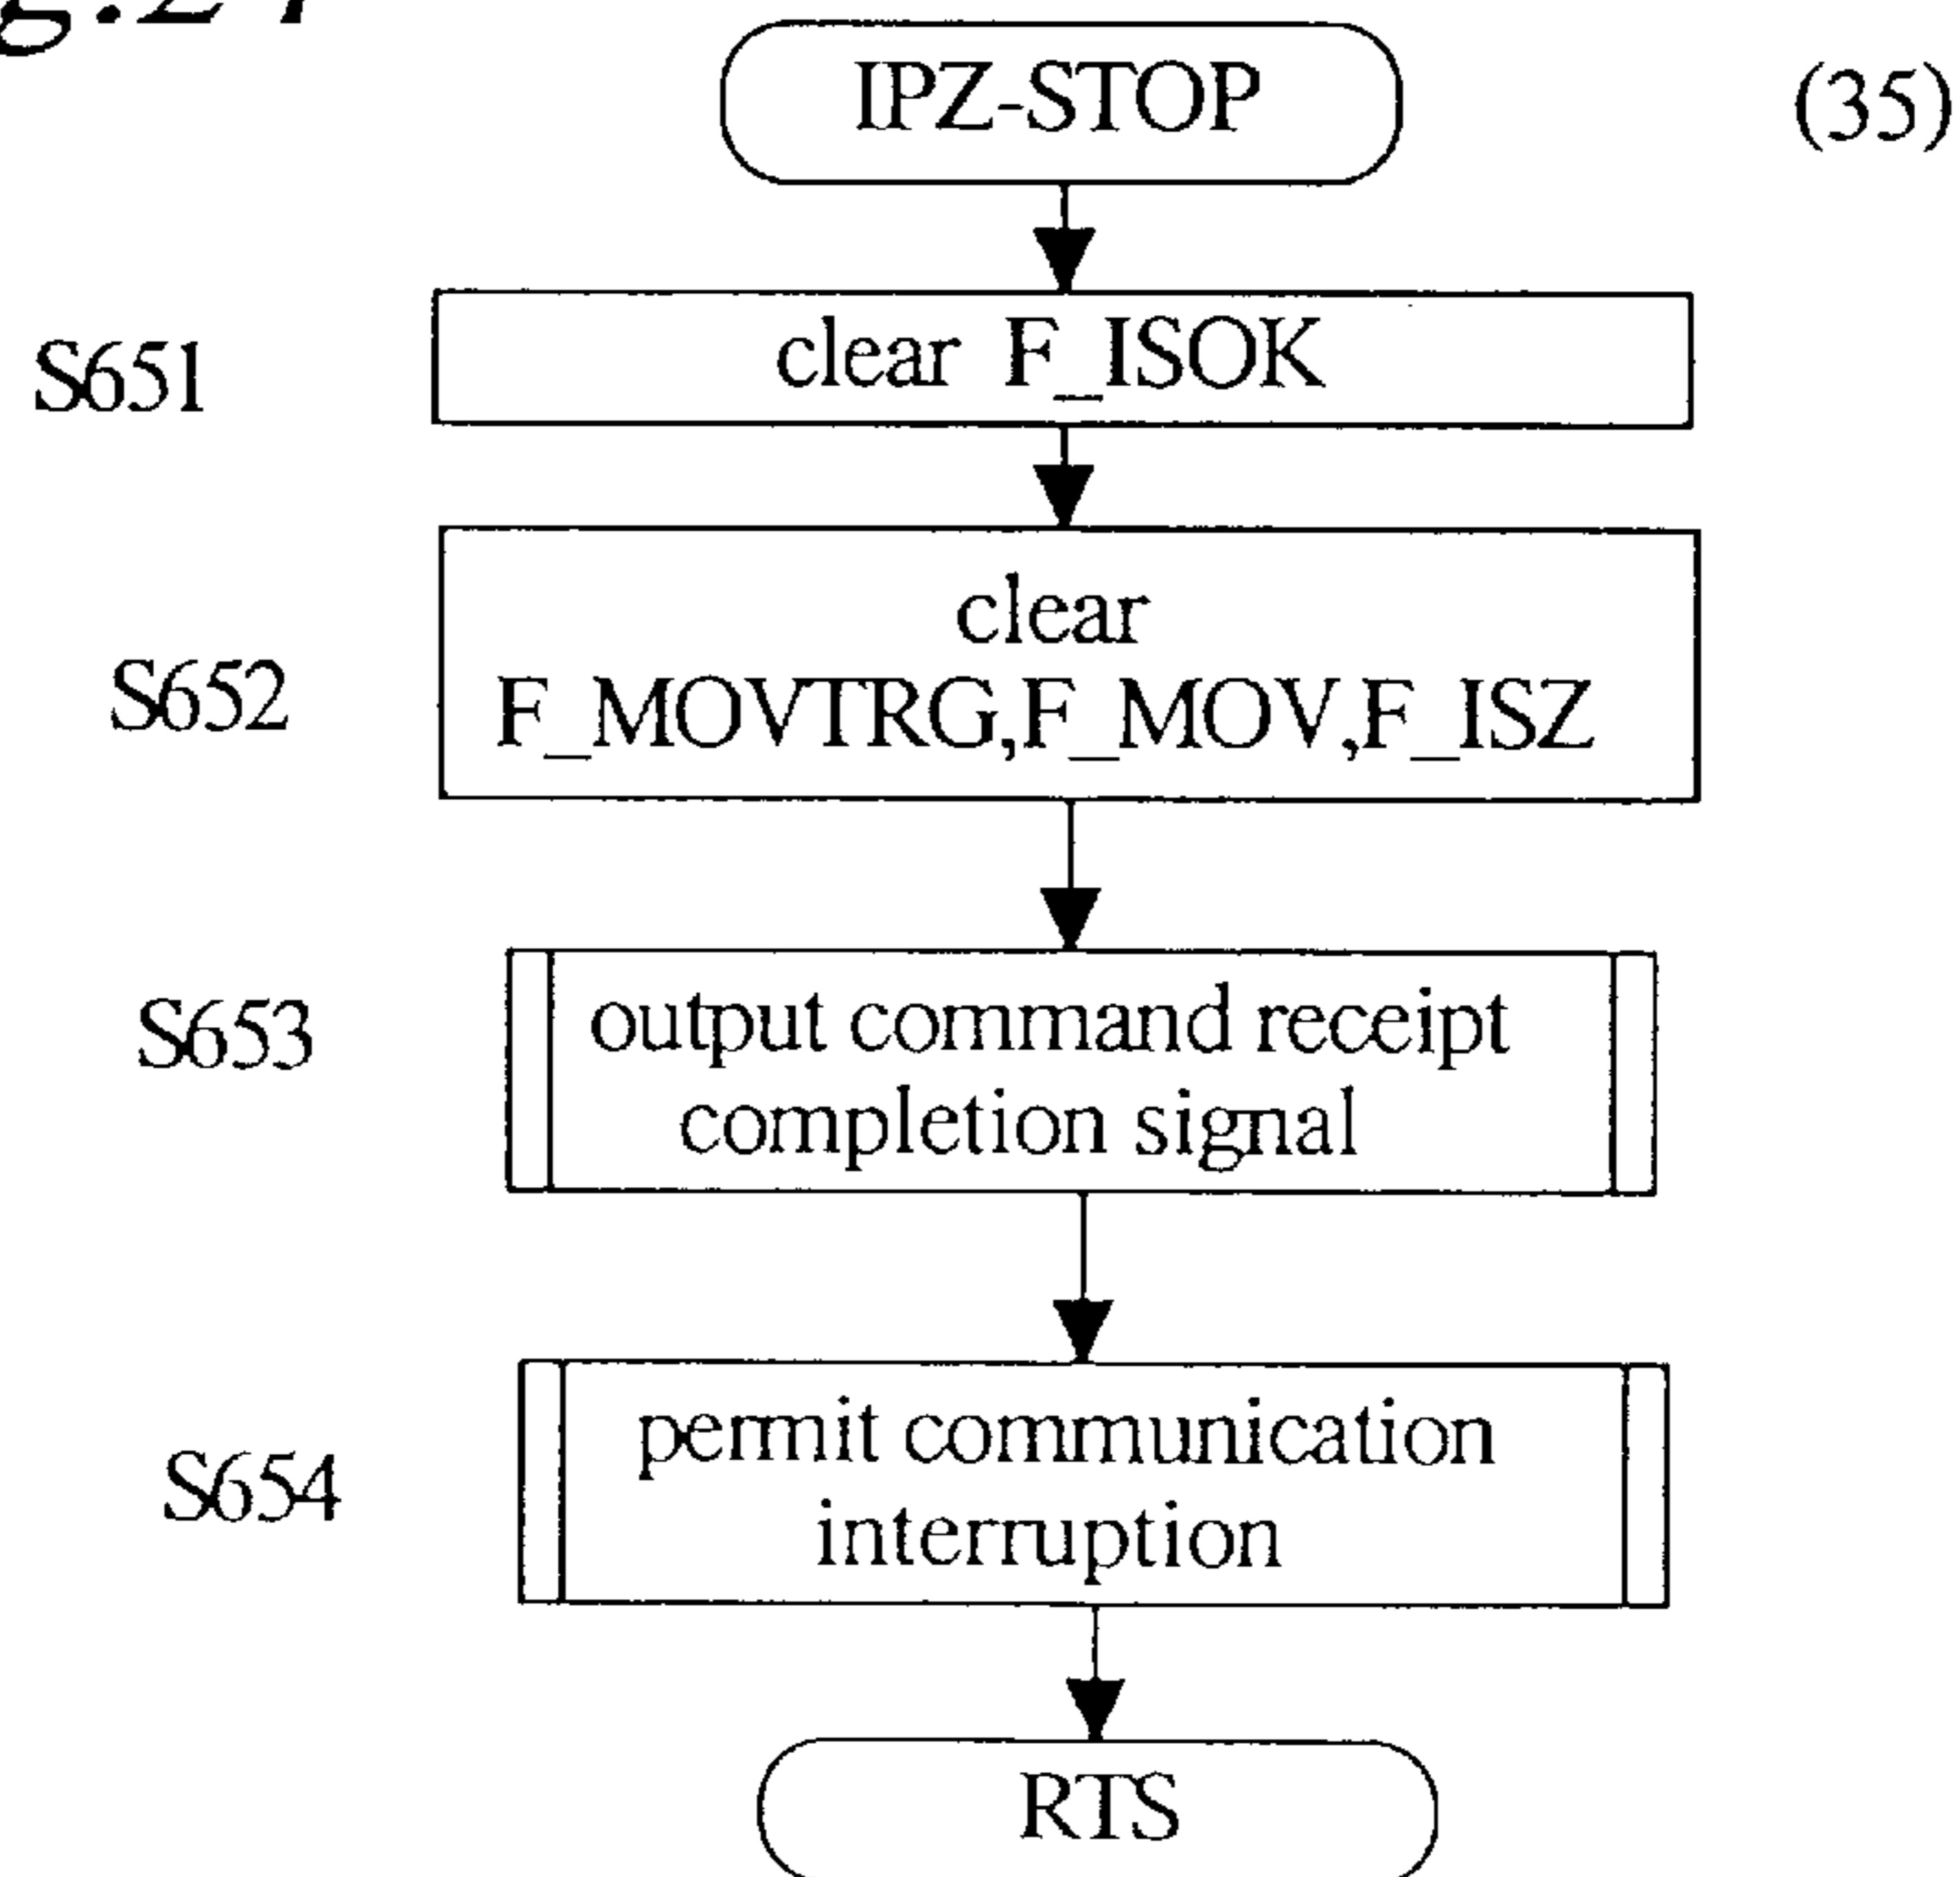 IPZ-STOP
(35)
S651
clear F_ISOK
clear
S652
F_MOVTRG,F_MOV,F_ISZ
S653
output command receipt
completion signal
S654
permit communication
interruption
RTS